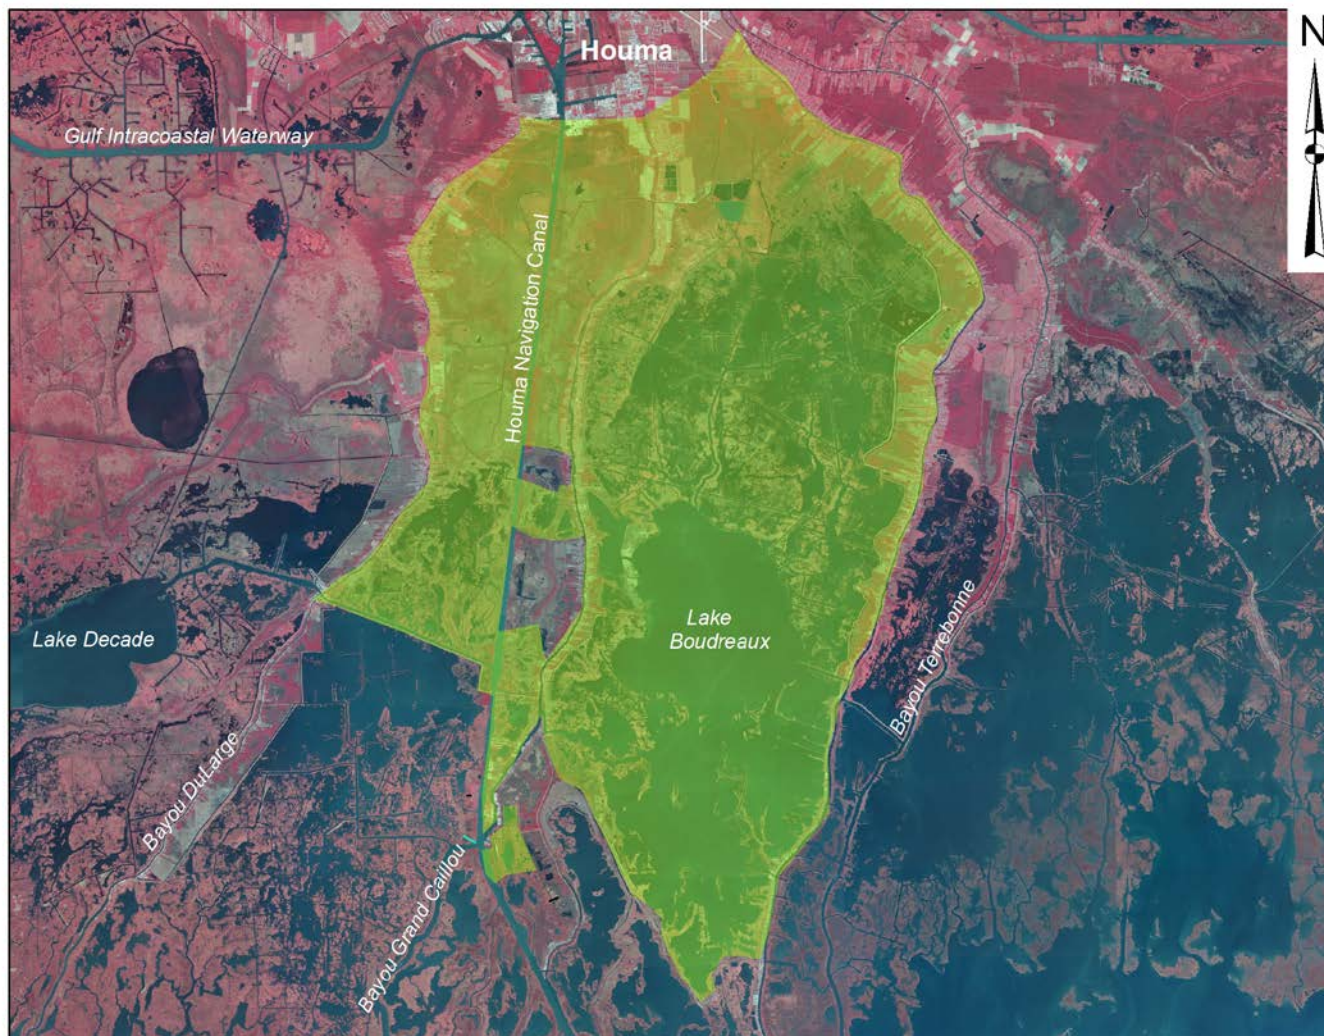 N
Houma
Gulf Intracoastal Waterway
Houma Navigation Canal
Lake Decade
Lake
Boudreaux
Bayou Terrebonne
Bayou DuLarge
Bayou Grand Caillou